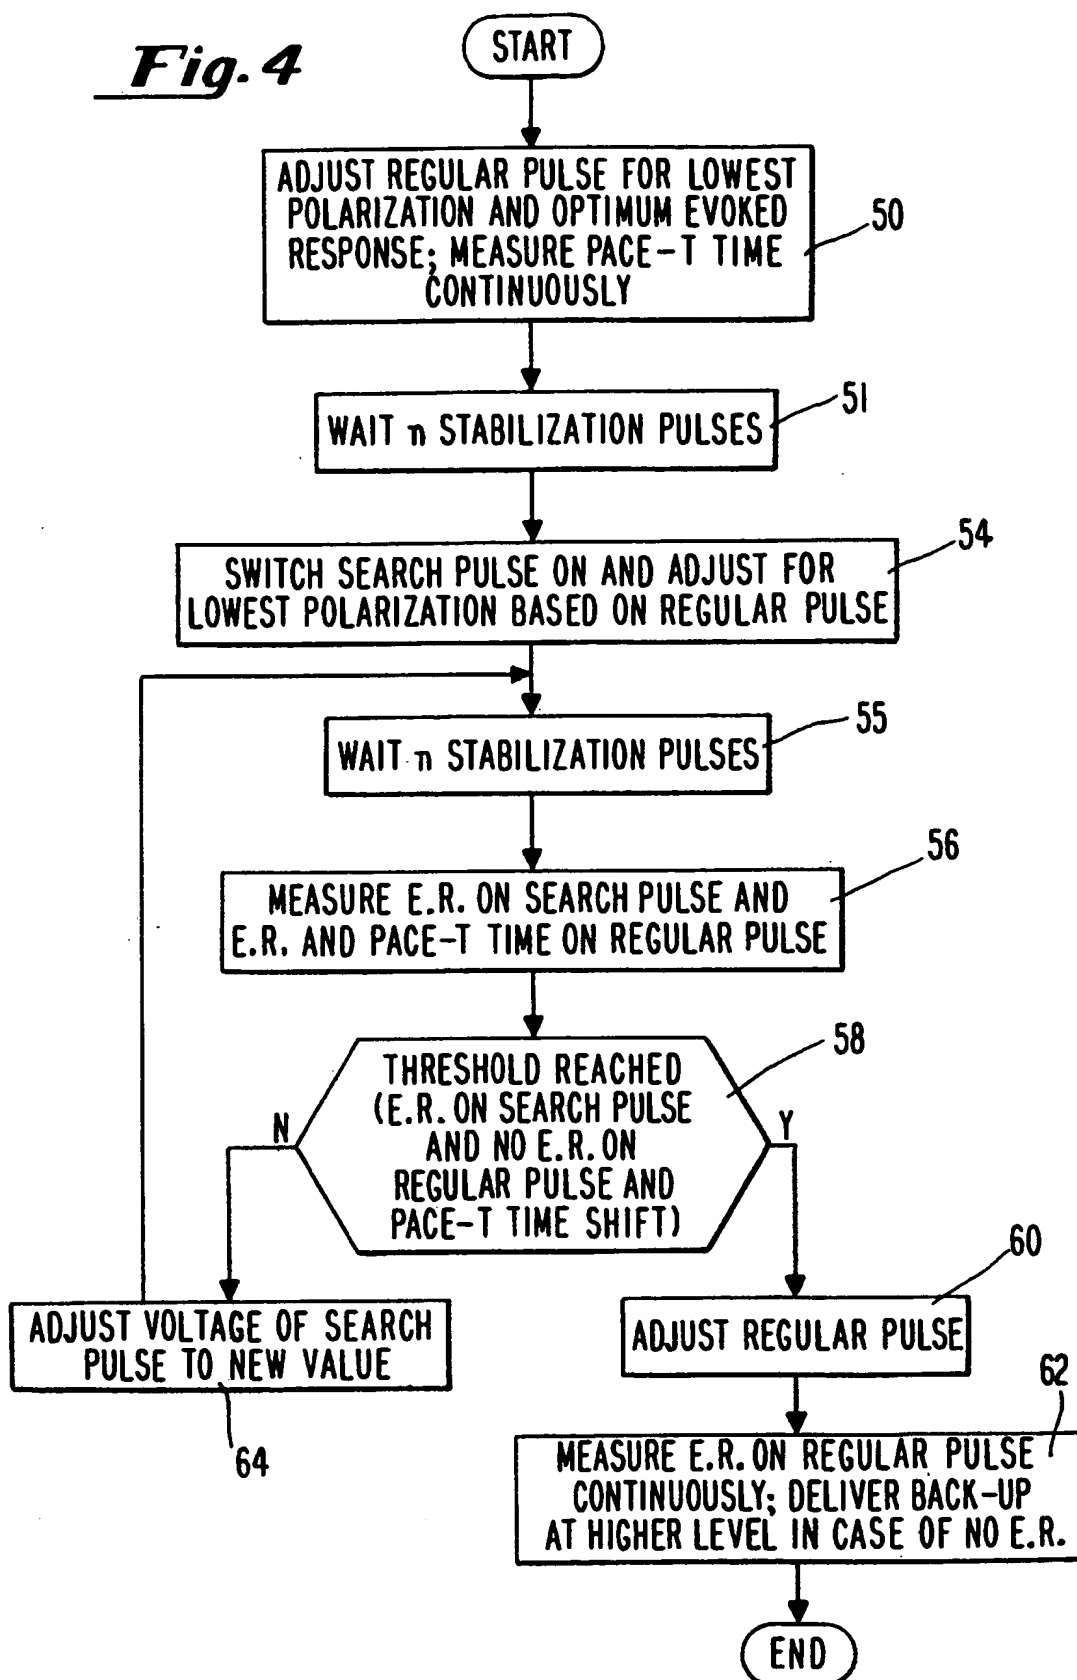 Fig. 4
START
ADJUST REGULAR PULSE FOR LOWEST
POLARIZATION AND OPTIMUM EVOKED
RESPONSE; MEASURE PACE-T TIME
CONTINUOUSLY
50
WAIT n STABILIZATION PULSES
51
SWITCH SEARCH PULSE ON AND ADJUST FOR
LOWEST POLARIZATION BASED ON REGULAR PULSE
54
WAIT n STABILIZATION PULSES
55
MEASURE E.R. ON SEARCH PULSE AND
E.R. AND PACE-T TIME ON REGULAR PULSE
56
THRESHOLD REACHED
(E.R. ON SEARCH PULSE
AND NO E.R. ON
REGULAR PULSE AND
PACE-T TIME SHIFT)
58
N
Y
ADJUST VOLTAGE OF SEARCH
PULSE TO NEW VALUE
64
ADJUST REGULAR PULSE
60
MEASURE E.R. ON REGULAR PULSE
CONTINUOUSLY; DELIVER BACK-UP
AT HIGHER LEVEL IN CASE OF NO E.R.
62
END